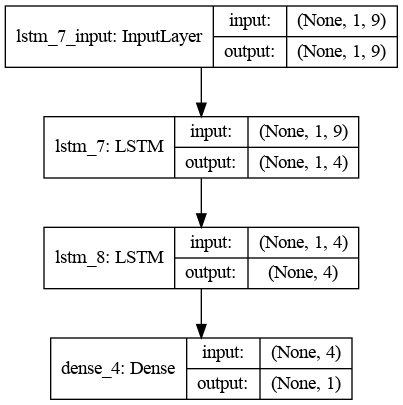 lstm_7_input: InputLayer
input: (None, 1, 9)
output: (None, 1, 9)
lstm_7: LSTM
input: (None, 1, 9)
output: (None, 1, 4)
lstm_8: LSTM
input: (None, 1, 4)
output: (None, 4)
dense_4: Dense
input: (None, 4)
output: (None, 1)